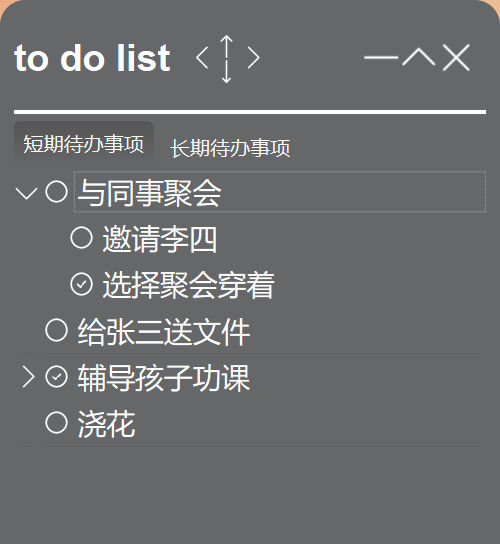 to do list
短期待办事项 长期待办事项
与同事聚会
邀请李四
选择聚会穿着
给张三送文件
辅导孩子功课
浇花